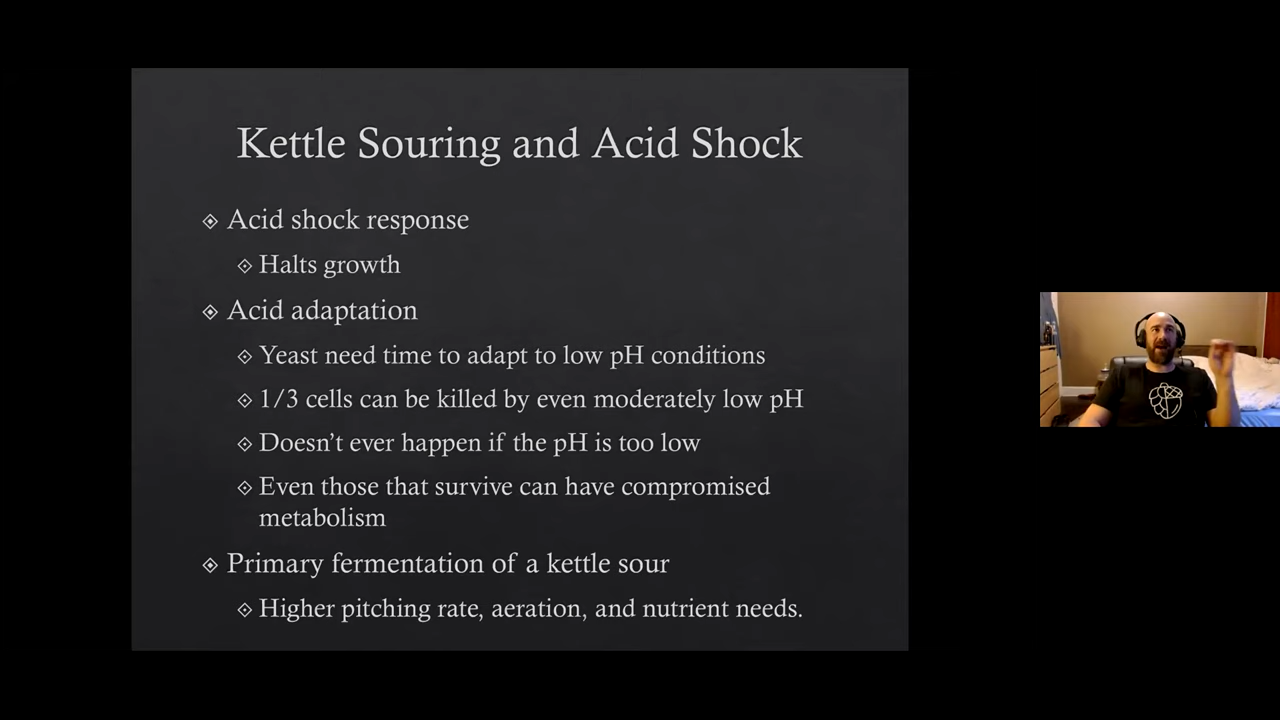 Kettle Souring and Acid Shock
Acid shock response
Halts growth
Acid adaptation
Yeast need time to adapt to low pH conditions
1/3 cells can be killed by even moderately low pH
Doesn’t ever happen if the pH is too low
Even those that survive can have compromised
metabolism
Primary fermentation of a kettle sour
Higher pitching rate, aeration, and nutrient needs.